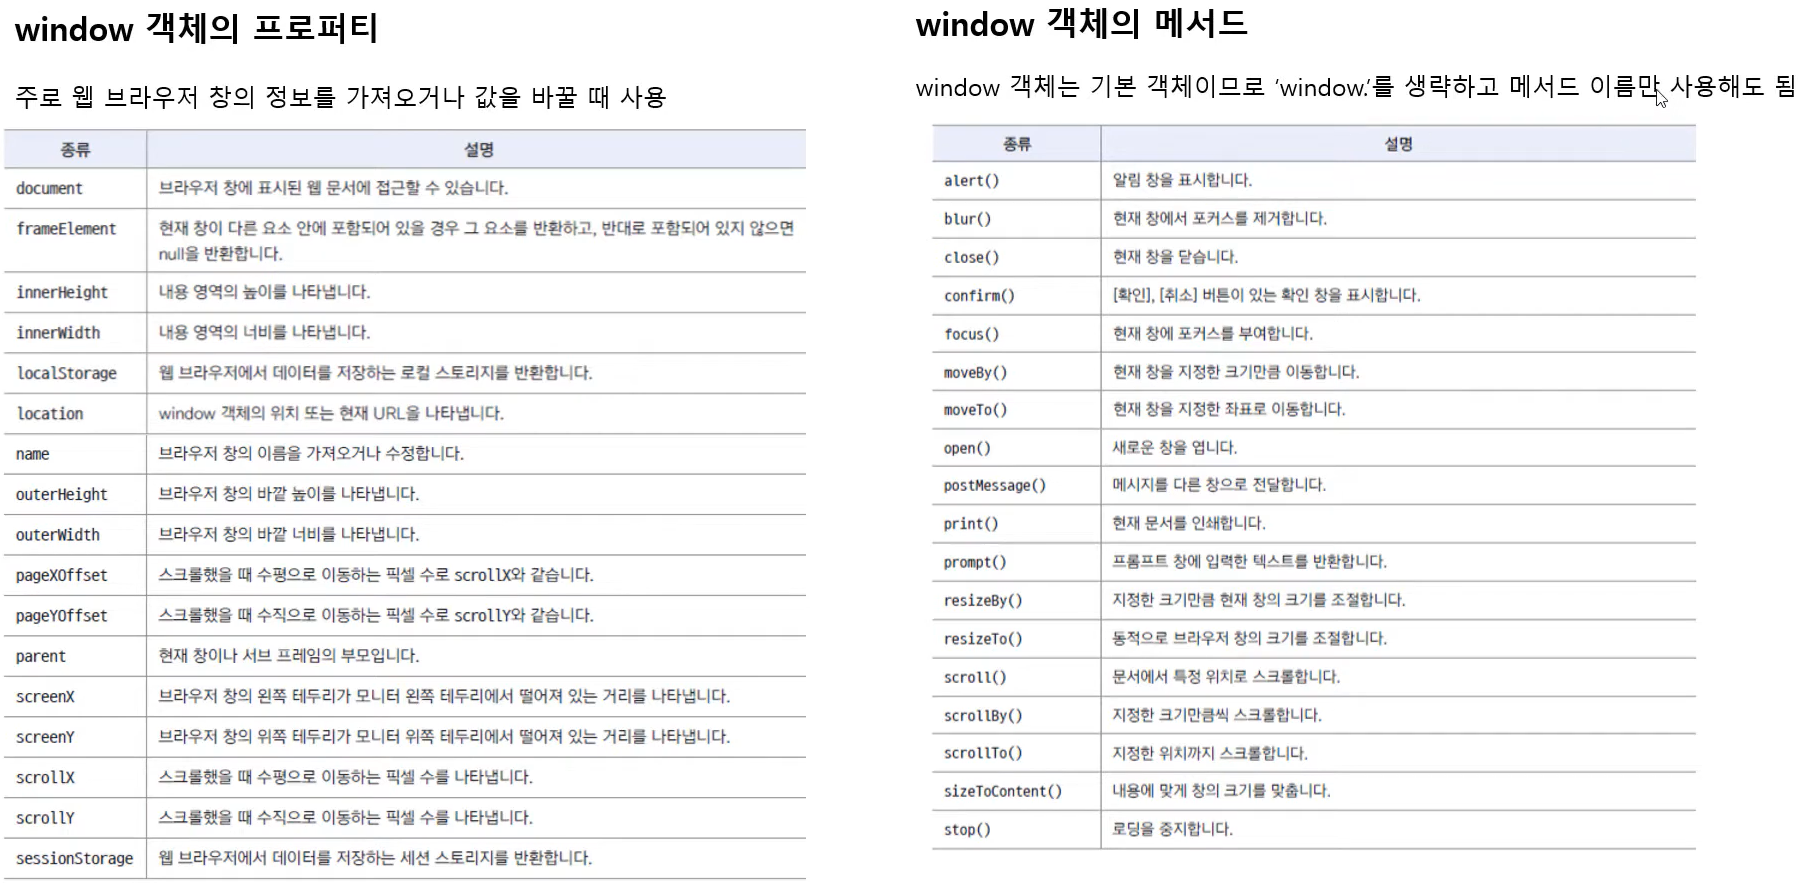 window 객체의 프로퍼티
주로 웹 브라우저 창의 정보를 가져오거나 값을 바꿀 때 사용
종류 설명
document 브라우저 창에 표시된 웹 문서에 접근할 수 있습니다.
frameElement 현재 창이 다른 요소 안에 포함되어 있을 경우 그 요소를 반환하고, 반대로 포함되어 있지 않으면
null을 반환합니다.
innerHeight 내용 영역의 높이를 나타냅니다.
innerWidth 내용 영역의 너비를 나타냅니다.
localStorage 웹 브라우저에서 데이터를 저장하는 로컬 스토리지를 반환합니다.
location window 객체의 위치 또는 현재 URL을 나타냅니다.
name 브라우저 창의 이름을 가져오거나 수정합니다.
outerHeight 브라우저 창의 바깥 높이를 나타냅니다.
outerWidth 브라우저 창의 바깥 너비를 나타냅니다.
pageXOffset 스크롤했을 때 수평으로 이동하는 픽셀 수로 scrollX와 같습니다.
pageYOffset 스크롤했을 때 수직으로 이동하는 픽셀 수로 scrollY와 같습니다.
parent 현재 창이나 서브 프레임의 부모입니다.
screenX 브라우저 창의 왼쪽 테두리가 모니터 왼쪽 테두리에서 떨어져 있는 거리를 나타냅니다.
screenY 브라우저 창의 위쪽 테두리가 모니터 위쪽 테두리에서 떨어져 있는 거리를 나타냅니다.
scrollX 스크롤했을 때 수평으로 이동하는 픽셀 수를 나타냅니다.
scrollY 스크롤했을 때 수직으로 이동하는 픽셀 수를 나타냅니다.
sessionStorage 웹 브라우저에서 데이터를 저장하는 세션 스토리지를 반환합니다.
window 객체의 메서드
window 객체는 기본 객체이므로 ‘window.’를 생략하고 메서드 이름만 사용해도 됨
종류 설명
alert() 알림 창을 표시합니다.
blur() 현재 창에서 포커스를 제거합니다.
close() 현재 창을 닫습니다.
confirm() [확인], [취소] 버튼이 있는 확인 창을 표시합니다.
focus() 현재 창에 포커스를 부여합니다.
moveBy() 현재 창을 지정한 크기만큼 이동합니다.
moveTo() 현재 창을 지정한 좌표로 이동합니다.
open() 새로운 창을 엽니다.
postMessage() 메시지를 다른 창으로 전달합니다.
print() 현재 문서를 인쇄합니다.
prompt() 프롬프트 창에 입력한 텍스트를 반환합니다.
resizeBy() 지정한 크기만큼 현재 창의 크기를 조절합니다.
resizeTo() 동적으로 브라우저 창의 크기를 조절합니다.
scroll() 문서에서 특정 위치로 스크롤합니다.
scrollBy() 지정한 크기만큼씩 스크롤합니다.
scrollTo() 지정한 위치까지 스크롤합니다.
sizeToContent() 내용에 맞게 창의 크기를 맞춥니다.
stop() 로딩을 중지합니다.